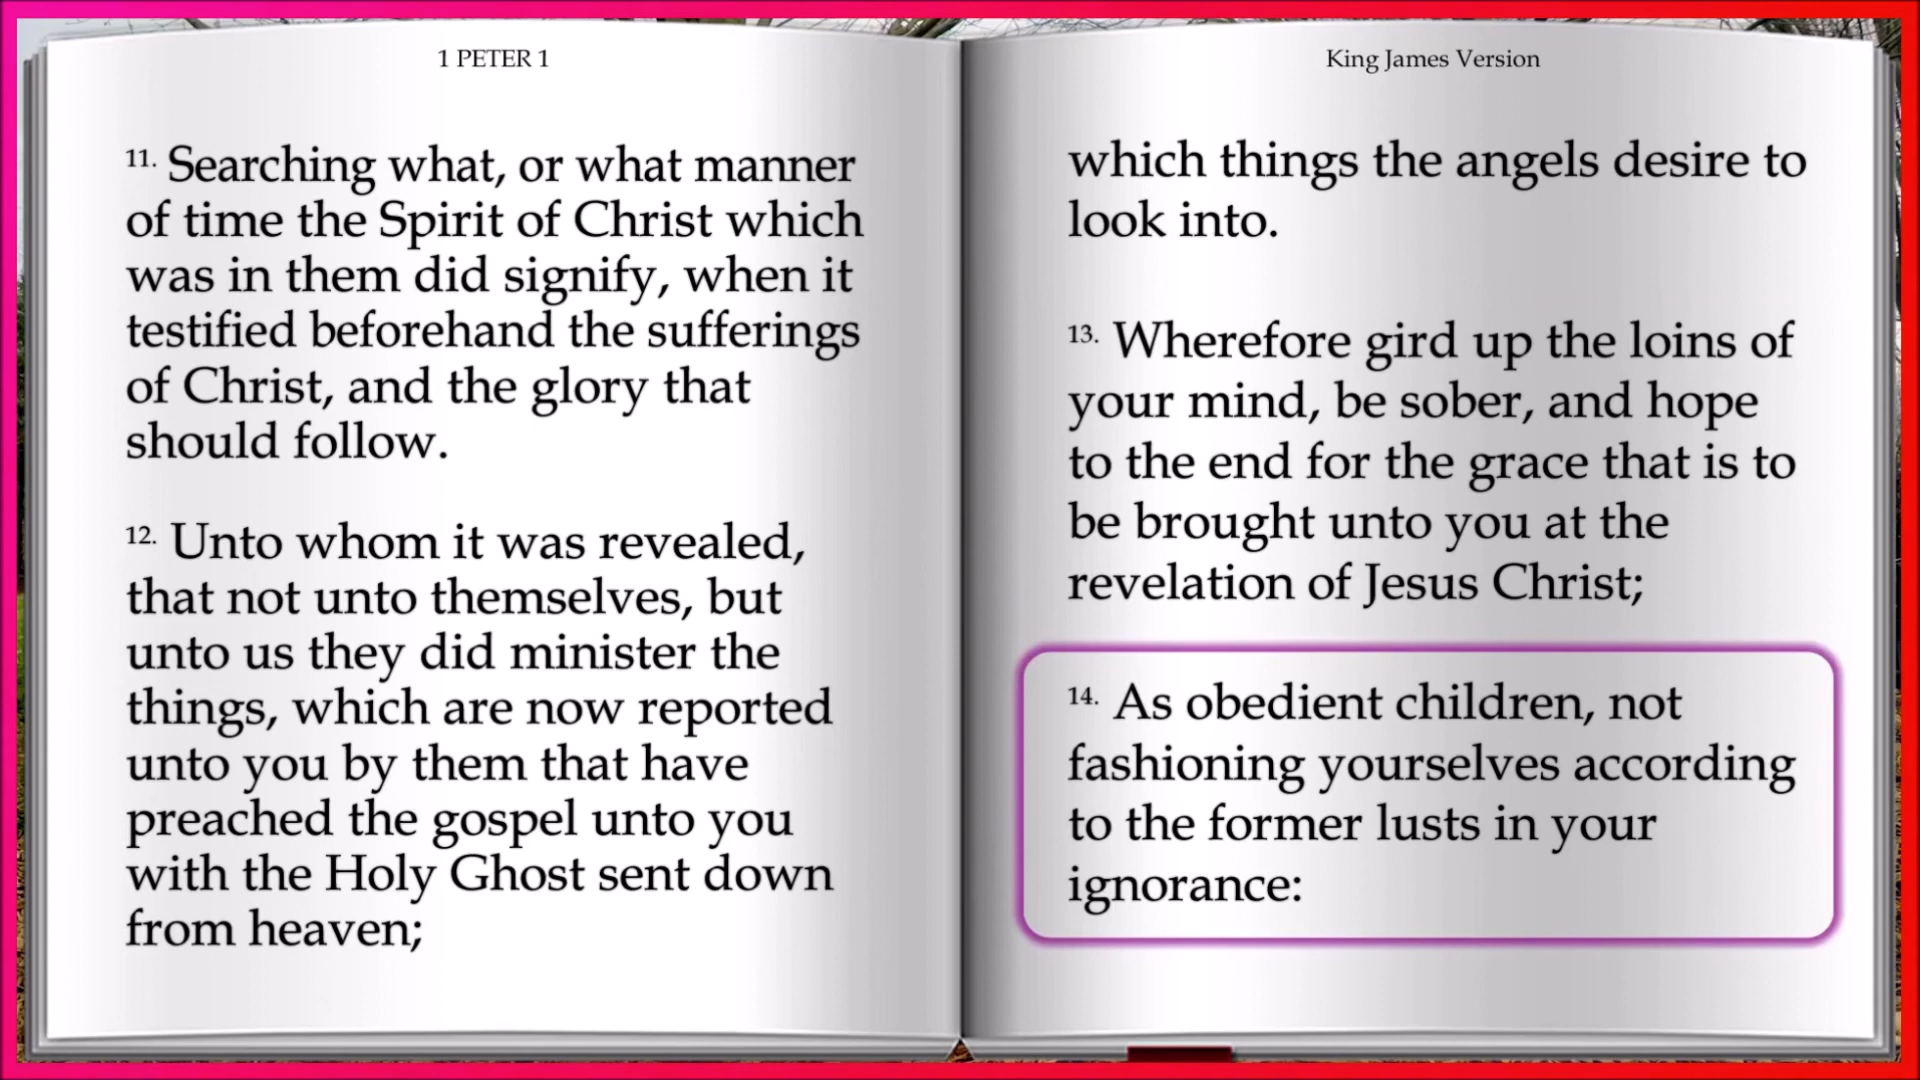 1 PETER 1
11. Searching what, or what manner
of time the Spirit of Christ which
was in them did signify, when it
testified beforehand the sufferings
of Christ, and the glory that
should follow.
12. Unto whom it was revealed,
that not unto themselves, but
unto us they did minister the
things, which are now reported
unto you by them that have
preached the gospel unto you
with the Holy Ghost sent down
from heaven;
King James Version
which things the angels desire to
look into.
13. Wherefore gird up the loins of
your mind, be sober, and hope
to the end for the grace that is to
be brought unto you at the
revelation of Jesus Christ;
14. As obedient children, not
fashioning yourselves according
to the former lusts in your
ignorance: